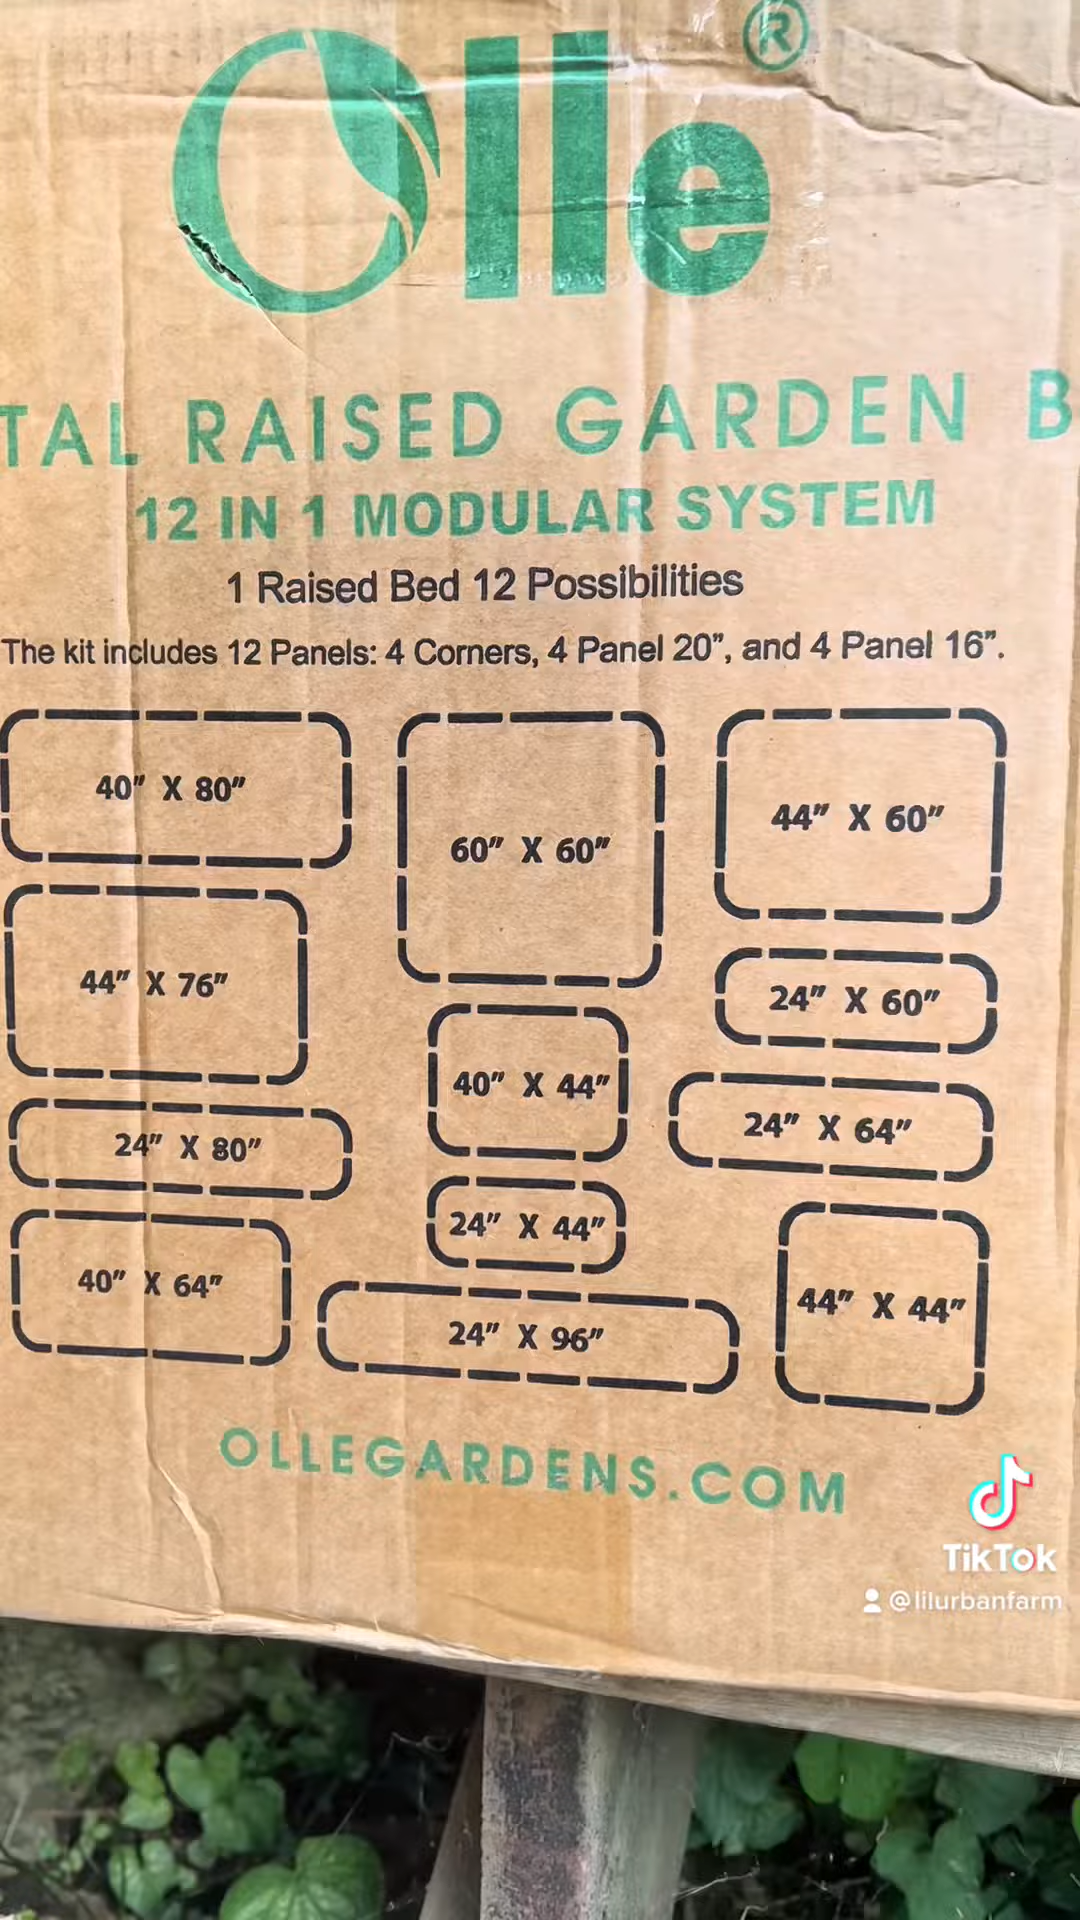 Olle®
TAL RAISED GARDEN B
12 IN 1 MODULAR SYSTEM
1 Raised Bed 12 Possibilities
The kit includes 12 Panels: 4 Corners, 4 Panel 20", and 4 Panel 16".
40" X 80"
60" X 60"
44" X 60"
44" X 76"
24" X 60"
40" X 44"
24" X 64"
24" X 80"
24" X 44"
40" X 64"
44" X 44"
24" X 96"
OLLEGARDENS.COM
TikTok
@lilurbanfarm